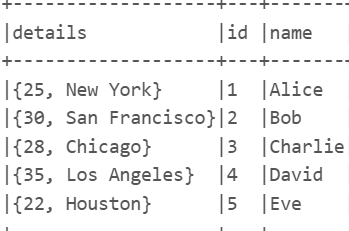 +-------------------+---+-------
|details            |id |name
+-------------------+---+-------
|{25, New York}     |1  |Alice
|{30, San Francisco}|2  |Bob
|{28, Chicago}      |3  |Charlie
|{35, Los Angeles}  |4  |David
|{22, Houston}      |5  |Eve